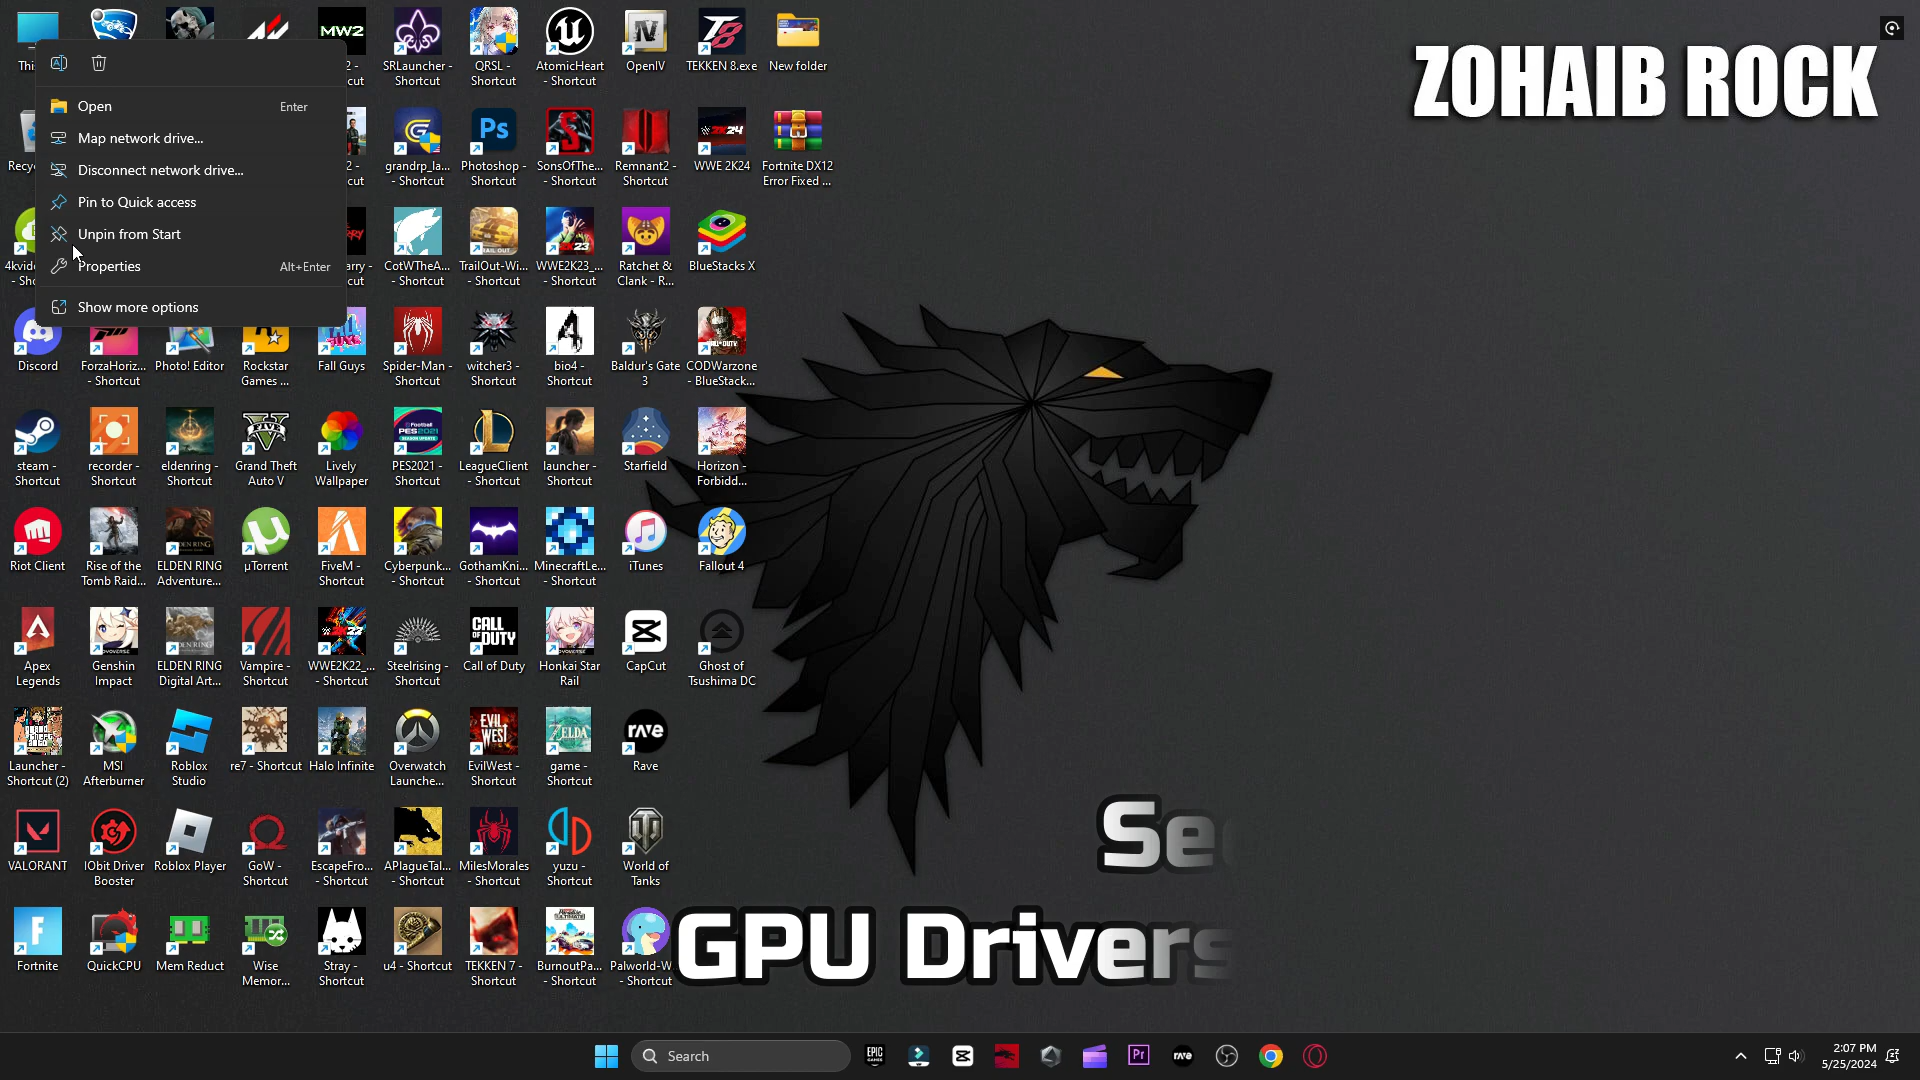 ZOHAIB ROCK
Open Enter
Map network drive...
Disconnect network drive...
Pin to Quick access
Unpin from Start
Properties Alt+Enter
Show more options
SRLauncher - Shortcut
QRSL - Shortcut
AtomicHeart - Shortcut
OpenIV
TEKKEN 8.exe
New folder
grandrp_la... - Shortcut
Photoshop - Shortcut
SonsOfThe... - Shortcut
Remnant2 - Shortcut
WWE 2K24
Fortnite DX12 Error Fixed ...
CotWTheA... - Shortcut
TrailOut-Wi... - Shortcut
WWE2K23_... - Shortcut
Ratchet & Clank - R...
BlueStacks X
Discord
ForzaHoriz... - Shortcut
Photo! Editor
Rockstar Games ...
Fall Guys
Spider-Man - Shortcut
witcher3 - Shortcut
bio4 - Shortcut
Baldur's Gate 3
CODWarzone - BlueStack...
steam - Shortcut
recorder - Shortcut
eldenring - Shortcut
Grand Theft Auto V
Lively Wallpaper
PES2021 - Shortcut
LeagueClient - Shortcut
launcher - Shortcut
Starfield
Horizon - Forbidd...
Riot Client
Rise of the Tomb Raid...
ELDEN RING Adventure...
µTorrent
FiveM - Shortcut
Cyberpunk... - Shortcut
GothamKni... - Shortcut
MinecraftLe... - Shortcut
iTunes
Fallout 4
Apex Legends
Genshin Impact
ELDEN RING Digital Art...
Vampire - Shortcut
WWE2K22_... - Shortcut
Steelrising - Shortcut
Call of Duty
Honkai Star Rail
CapCut
Ghost of Tsushima DC
Launcher - Shortcut (2)
MSI Afterburner
Roblox Studio
re7 - Shortcut
Halo Infinite
Overwatch Launche...
EvilWest - Shortcut
game - Shortcut
Rave
VALORANT
IObit Driver Booster
Roblox Player
GoW - Shortcut
EscapeFro... - Shortcut
APlagueTal... - Shortcut
MilesMorales - Shortcut
yuzu - Shortcut
World of Tanks
Fortnite
QuickCPU
Mem Reduct
Wise Memor...
Stray - Shortcut
u4 - Shortcut
TEKKEN 7 - Shortcut
BurnoutPa... - Shortcut
Palworld-W... - Shortcut
GPU Drivers
Search
2:07 PM
5/25/2024